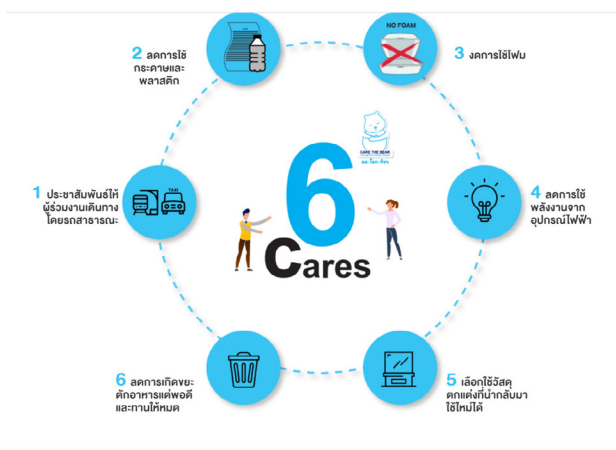 2 ลดการใช้
กระดาษและ
พลาสติก
NO FOAM
3 งดการใช้โฟม
CARE THE BEAR
ลด โลก ร้อน
1 ประชาสัมพันธ์ให้
ผู้ร่วมงานเดินทาง
โดยรถสาธารณะ
TAXI
6
Cares
4 ลดการใช้
พลังงานจาก
อุปกรณ์ไฟฟ้า
6 ลดการเกิดขยะ
ตักอาหารแต่พอดี
และทานให้หมด
5 เลือกใช้วัสดุ
ตกแต่งที่นำกลับมา
ใช้ใหม่ได้